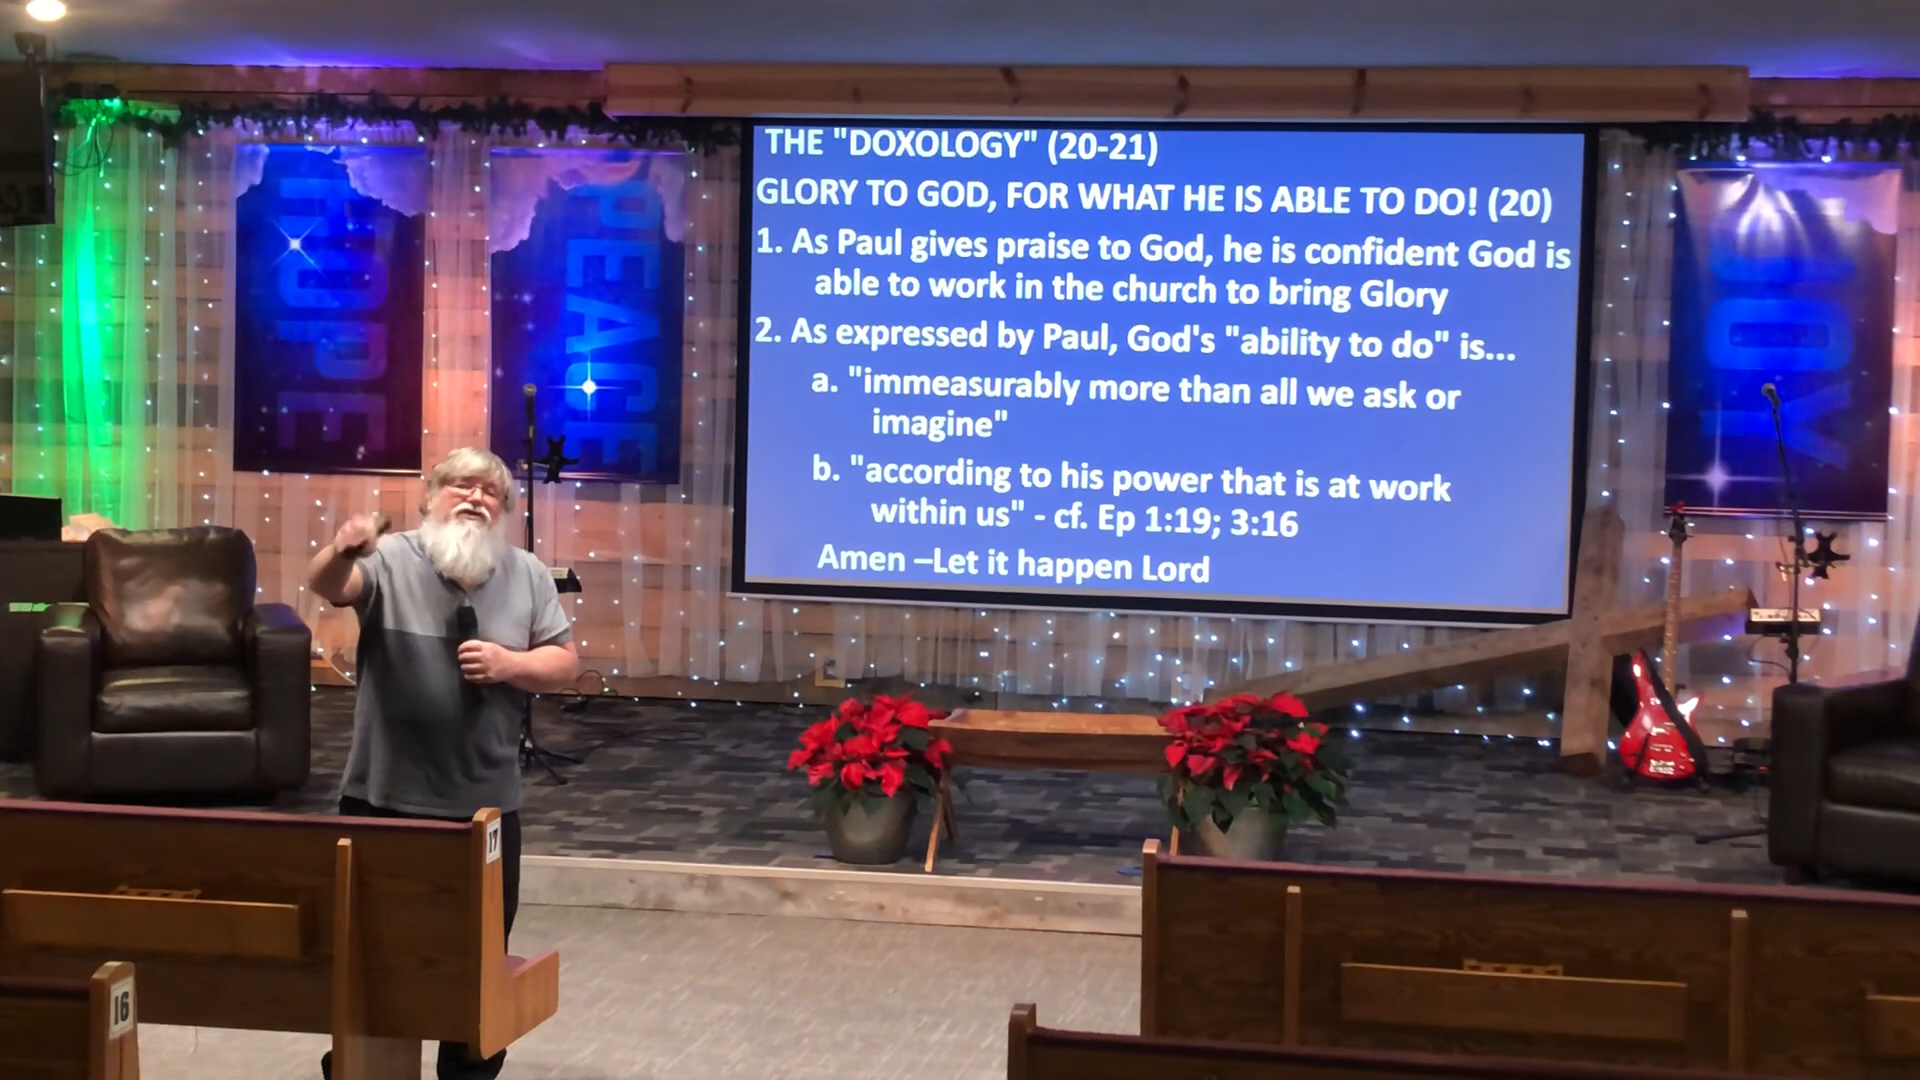 HOPE
PEACE
JOY
THE "DOXOLOGY" (20-21)
GLORY TO GOD, FOR WHAT HE IS ABLE TO DO! (20)
1. As Paul gives praise to God, he is confident God is
able to work in the church to bring Glory
2. As expressed by Paul, God's "ability to do" is...
a. "immeasurably more than all we ask or
imagine"
b. "according to his power that is at work
within us" - cf. Ep 1:19; 3:16
Amen –Let it happen Lord
17
16